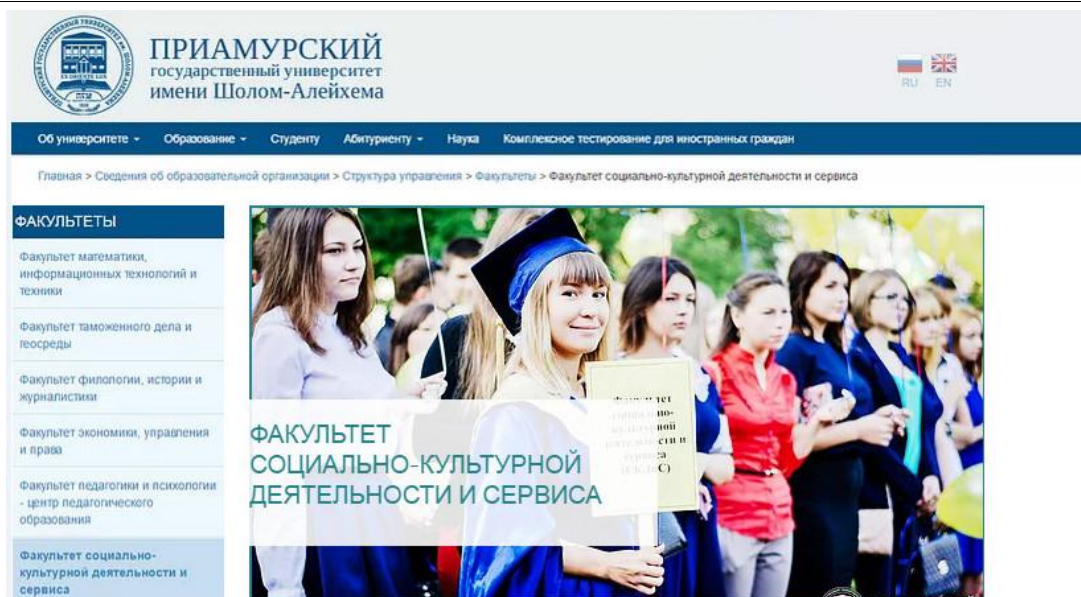 ПРИАМУРСКИЙ
государственный университет
имени Шолом-Алейхема
RU EN
Об университете Образование Студенту Абитуриенту Наука Комплексное тестирование для иностранных граждан
Главная > Сведения об образовательной организации > Структура управления > Факультеты > Факультет социально-культурной деятельности и сервиса
ФАКУЛЬТЕТЫ
Факультет математики,
информационных технологий и
техники
Факультет таможенного дела и
геосреды
Факультет филологии, истории и
журналистики
Факультет экономики, управления
и права
Факультет педагогики и психологии
- центр педагогического
образования
Факультет социально-
культурной деятельности и
сервиса
ФАКУЛЬТЕТ
СОЦИАЛЬНО-КУЛЬТУРНОЙ
ДЕЯТЕЛЬНОСТИ И СЕРВИСА